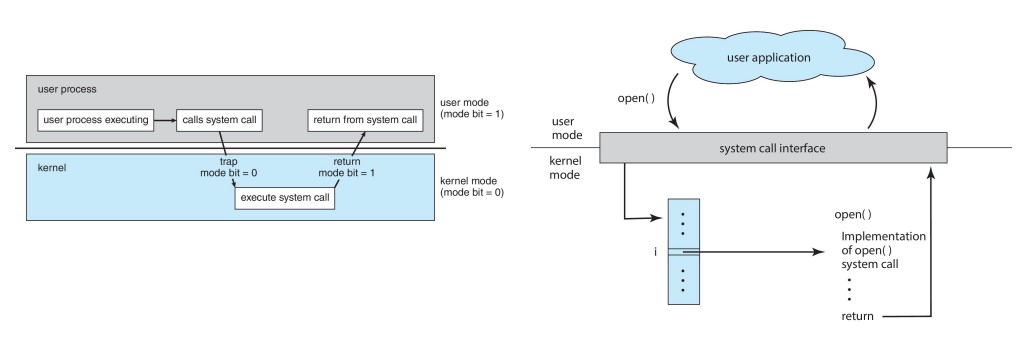 user process
user process executing
calls system call
return from system call
user mode
(mode bit = 1)
kernel
trap
mode bit = 0
return
mode bit = 1
execute system call
kernel mode
(mode bit = 0)
user application
open( )
user
mode
system call interface
kernel
mode
i
open( )
Implementation
of open( )
system call
return